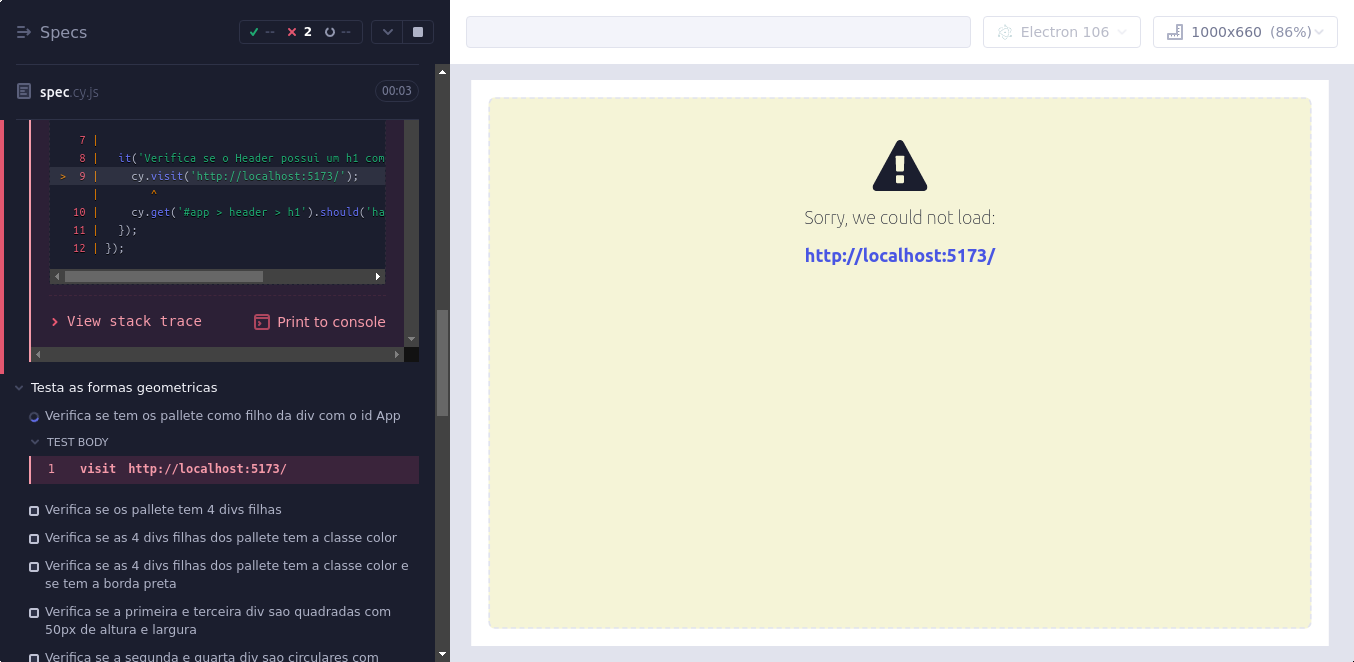 Specs
-- 2 --
Electron 106
1000x660 (86%)
spec.cy.js
00:03
7 |
8 | it('Verifica se o Header possui um h1 com
> 9 | cy.visit('http://localhost:5173/');
| ^
10 | cy.get('#app > header > h1').should('ha
11 | });
12 | });
View stack trace
Print to console
Testa as formas geometricas
Verifica se tem os pallete como filho da div com o id App
TEST BODY
1 visit http://localhost:5173/
Verifica se os pallete tem 4 divs filhas
Verifica se as 4 divs filhas dos pallete tem a classe color
Verifica se as 4 divs filhas dos pallete tem a classe color e
se tem a borda preta
Verifica se a primeira e terceira div sao quadradas com
50px de altura e largura
Verifica se a segunda e quarta div sao circulares com
Sorry, we could not load:
http://localhost:5173/